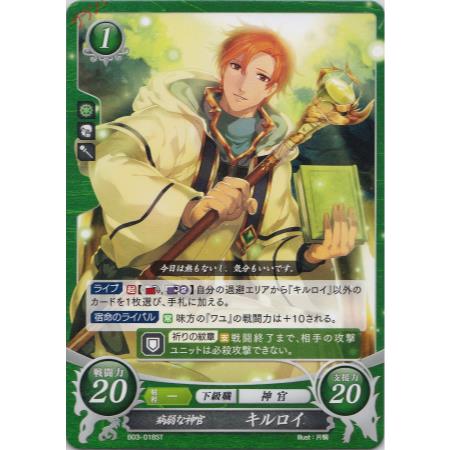 1
今日は熱もないし、気分もいいです。
ライブ 起【、】自分の退避エリアから『キルロイ』以外の
カードを1枚選び、手札に加える。
宿命のライバル 常 味方の『ワユ』の戦闘力は+10される。
祈りの紋章 防 戦闘終了まで、相手の攻撃
ユニットは必殺攻撃できない。
戦闘力
20
射程 ー
下級職
神官
支援力
20
病弱な神官 キルロイ
B03-018ST
Illust:片桐